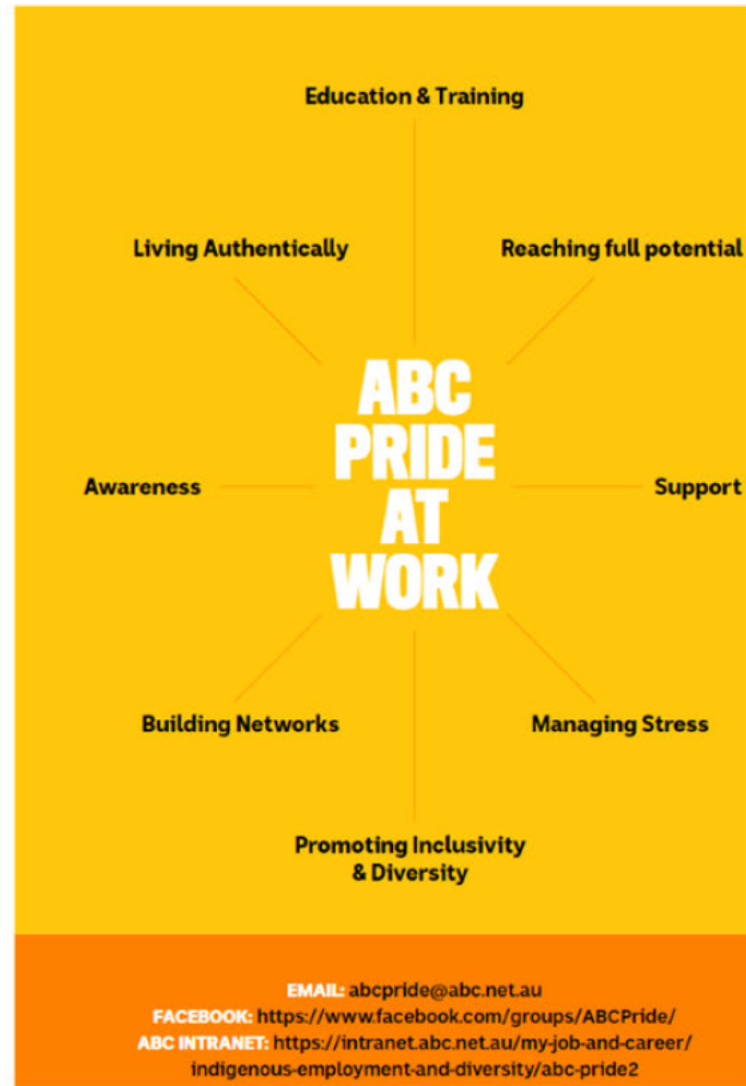 Education & Training
Living Authentically
Reaching full potential
ABC
PRIDE
AT
WORK
Awareness
Support
Building Networks
Managing Stress
Promoting Inclusivity
& Diversity
EMAIL: abcpride@abc.net.au
FACEBOOK: https://www.facebook.com/groups/ABCPride/
ABC INTRANET: https://intranet.abc.net.au/my-job-and-career/
indigenous-employment-and-diversity/abc-pride2